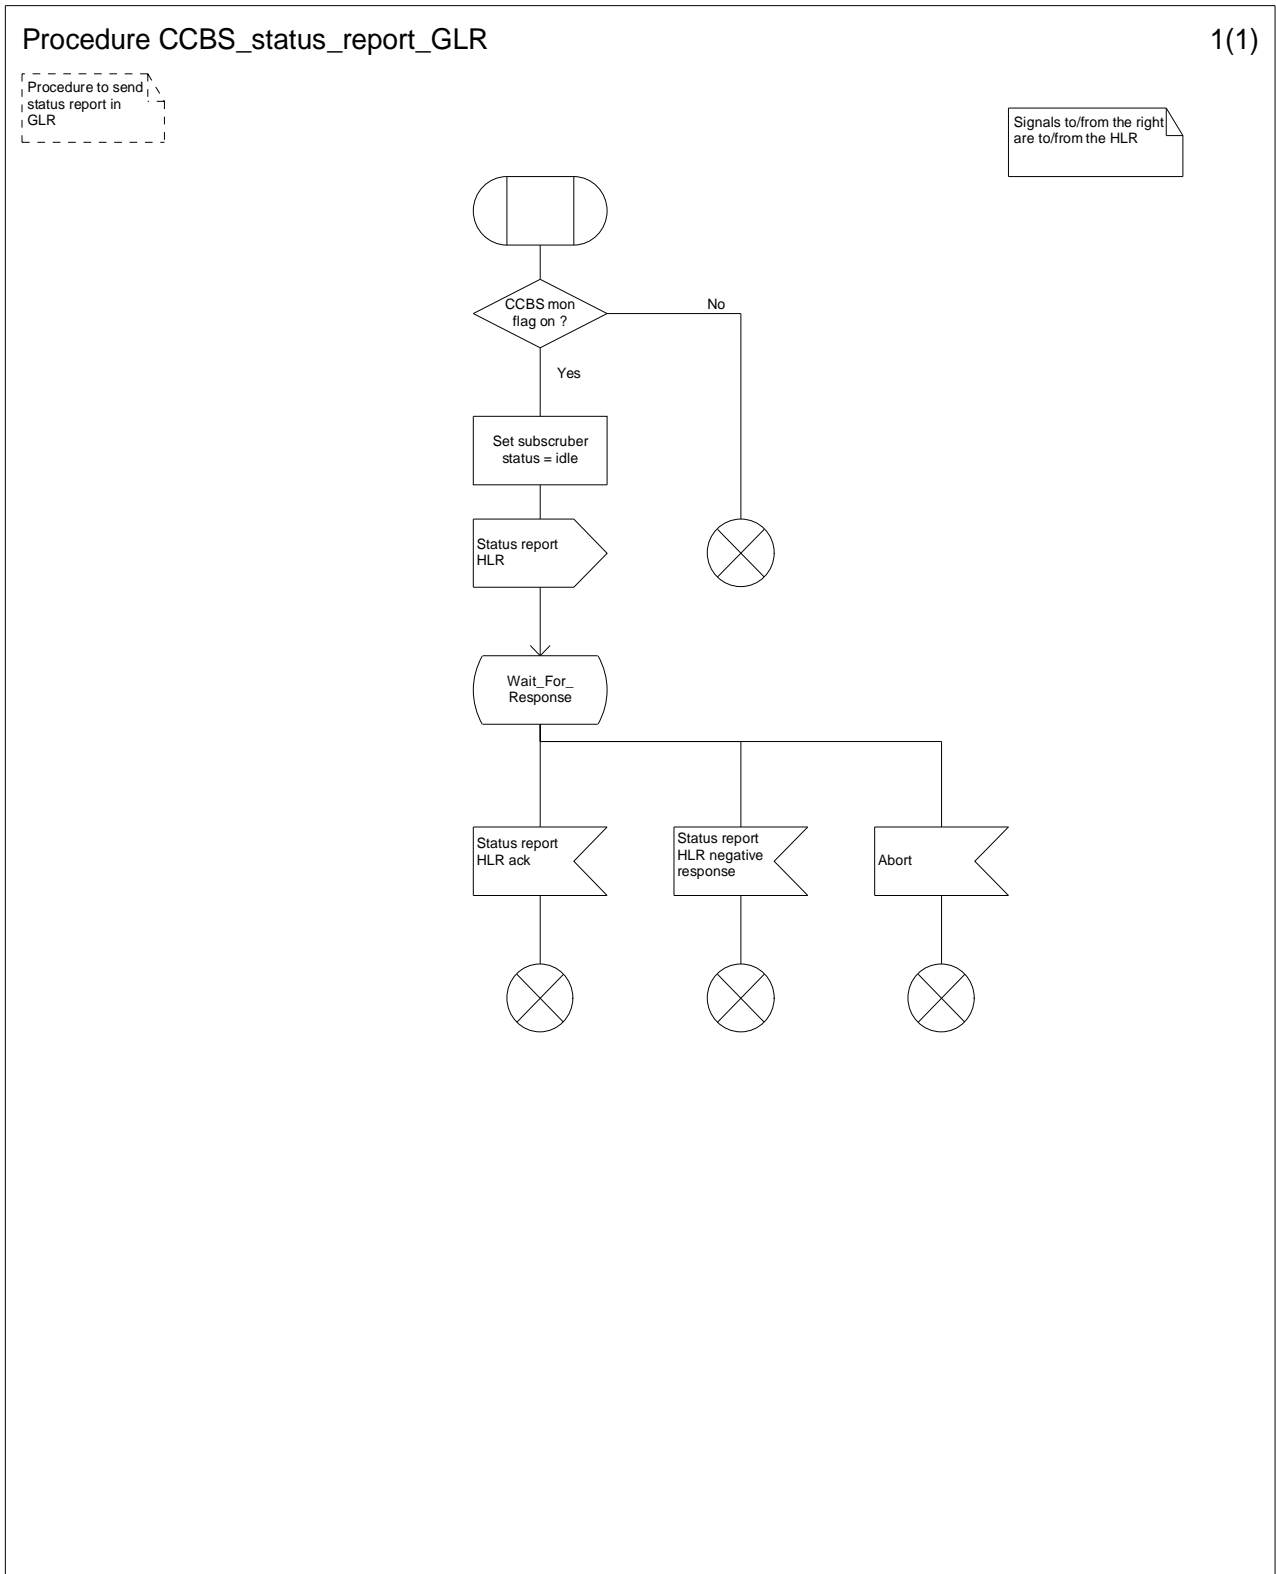 Procedure CCBS_status_report_GLR
1(1)
Procedure to send
status report in
GLR
Signals to/from the right
are to/from the HLR
CCBS mon
flag on ?
No
Yes
Set subscruber
status = idle
Status report
HLR
Wait_For_
Response
Status report
HLR ack
Status report
HLR negative
response
Abort